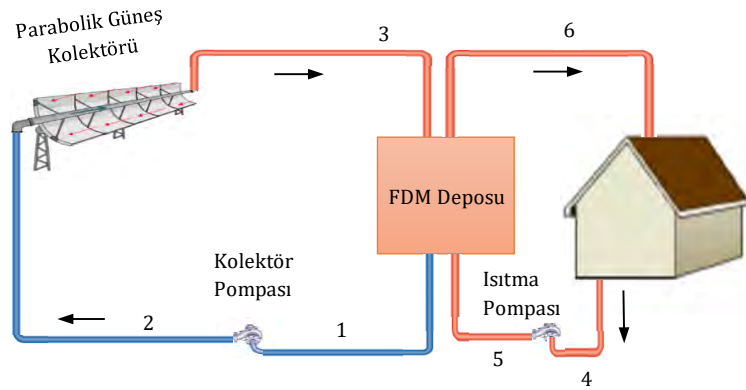 Parabolik Güneş
Kolektörü
3
6
FDM Deposu
Kolektör
Pompası
Isıtma
Pompası
2
1
5
4